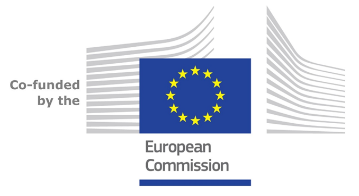 Co-funded
by the
European
Commission